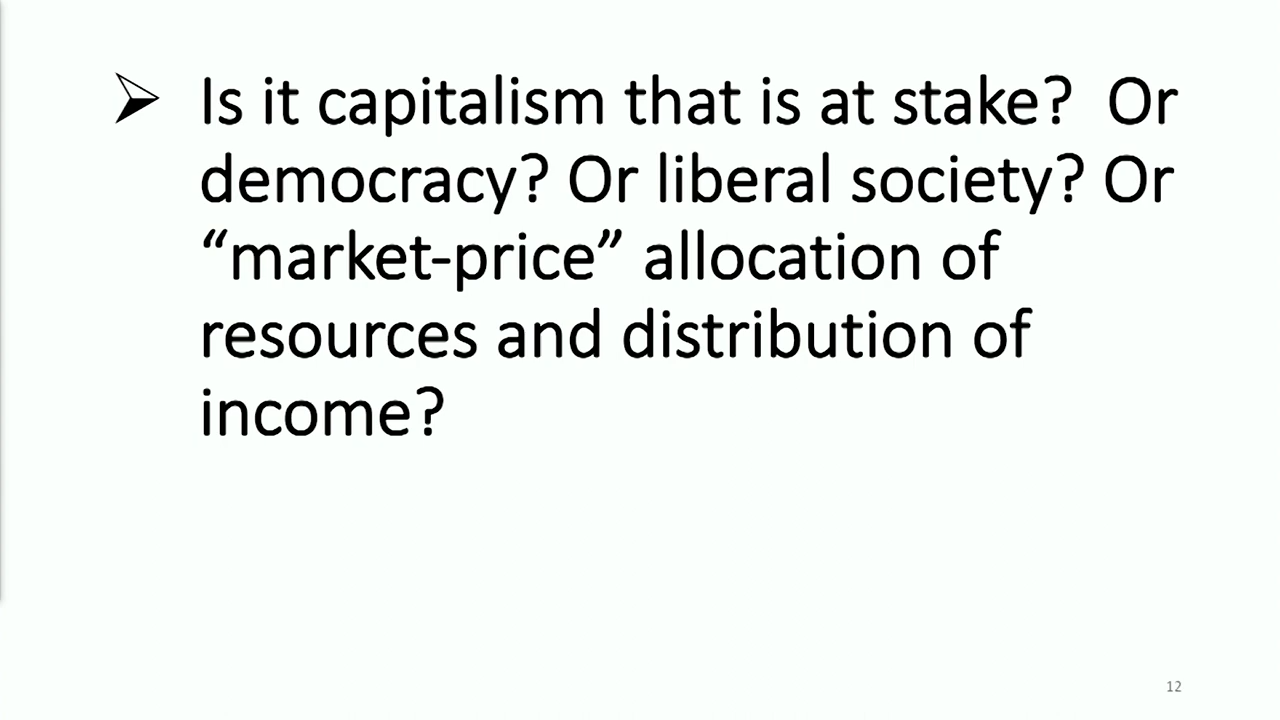 ➢ Is it capitalism that is at stake?  Or
democracy? Or liberal society? Or
“market-price” allocation of
resources and distribution of
income?
12